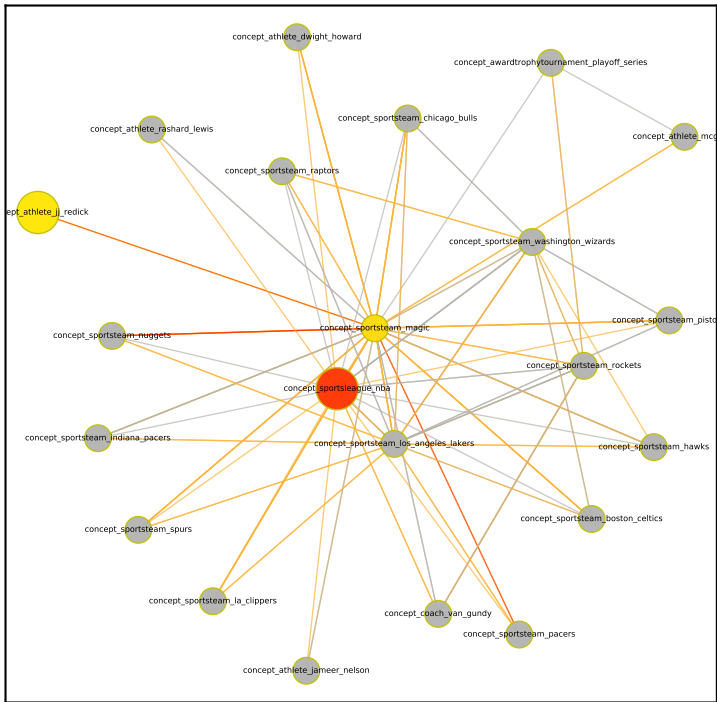 concept_athlete_dwight_howard
concept_awardtrophytournament_playoff_series
concept_sportsteam_chicago_bulls
concept_athlete_rashard_lewis
concept_athlete_mcg
concept_sportsteam_raptors
ept_athlete_jj_redick
concept_sportsteam_washington_wizards
concept_sportsteam_pisto
concept_sportsteam_magic
concept_sportsteam_nuggets
concept_sportsteam_rockets
concept_sportsleague_nba
concept_sportsteam_indiana_pacers
concept_sportsteam_los_angeles_lakers
concept_sportsteam_hawks
concept_sportsteam_spurs
concept_sportsteam_boston_celtics
concept_sportsteam_la_clippers
concept_coach_van_gundy
concept_sportsteam_pacers
concept_athlete_jameer_nelson